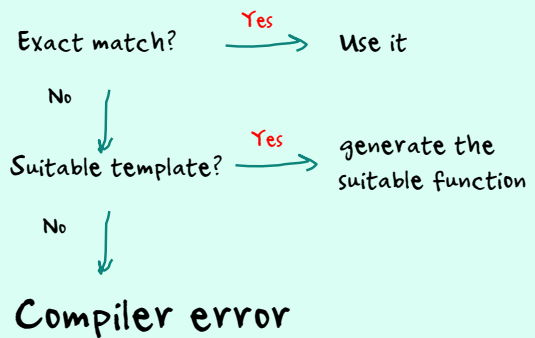 Exact match?
Yes
Use it
No
Suitable template?
Yes
generate the
suitable function
No
Compiler error